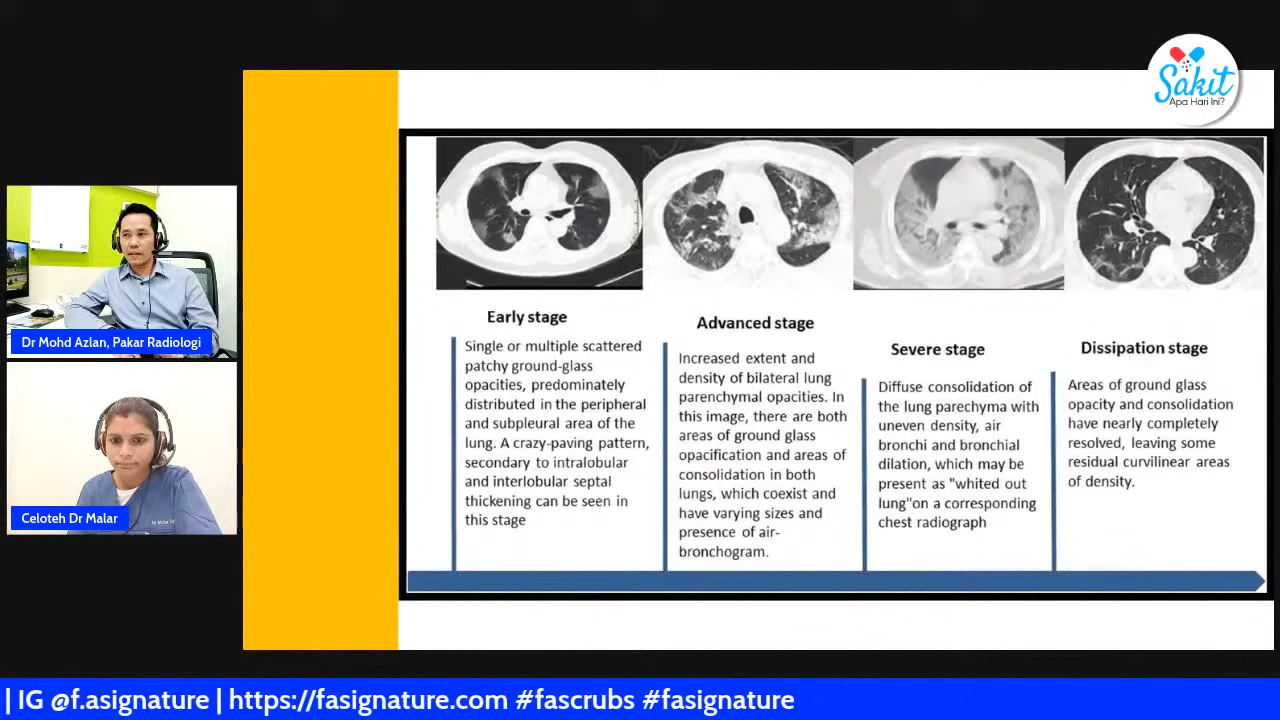 Sakit
Apa Hari Ini?
Dr Mohd Azlan, Pakar Radiologi
Celoteh Dr Malar
Early stage
Single or multiple scattered
patchy ground-glass
opacities, predominately
distributed in the peripheral
and subpleural area of the
lung. A crazy-paving pattern,
secondary to intralobular
and interlobular septal
thickening can be seen in
this stage
Advanced stage
Increased extent and
density of bilateral lung
parenchymal opacities. In
this image, there are both
areas of ground glass
opacification and areas of
consolidation in both
lungs, which coexist and
have varying sizes and
presence of air-
bronchogram.
Severe stage
Diffuse consolidation of
the lung parechyma with
uneven density, air
bronchi and bronchial
dilation, which may be
present as "whited out
lung"on a corresponding
chest radiograph
Dissipation stage
Areas of ground glass
opacity and consolidation
have nearly completely
resolved, leaving some
residual curvilinear areas
of density.
| IG @f.asignature | https://fasignature.com #fascrubs #fasignature